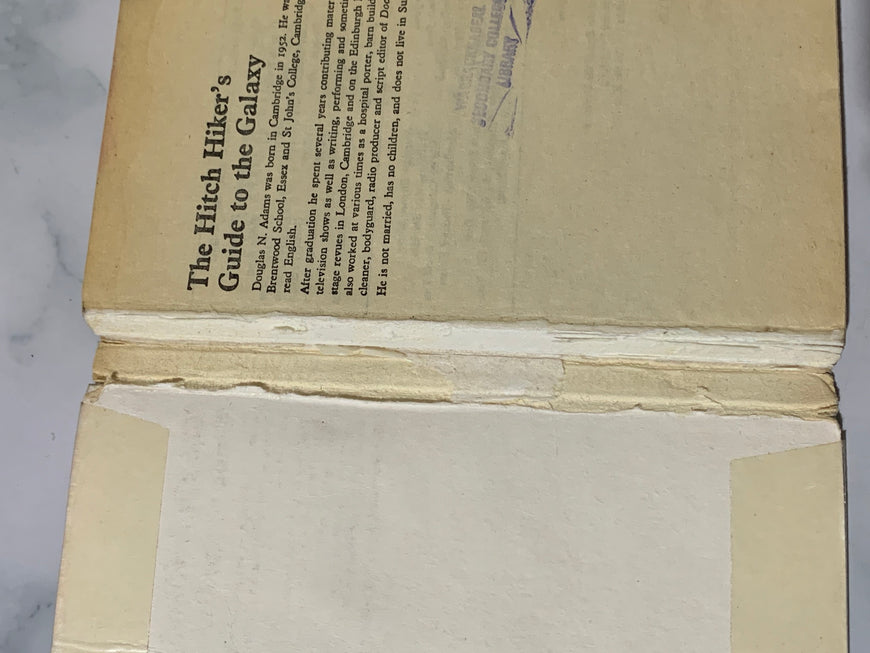 The Hitch Hiker's
Guide to the Galaxy
Douglas N. Adams was born in Cambridge in 1952. He
Brentwood School, Essex and St John's College, Cambridge
read English.
After graduation he spent several years contributing
television shows as well as writing, performing and
stage revues in London, Cambridge and on the Edinburgh
also worked at various times as a hospital porter, barn
cleaner, bodyguard, radio producer and script editor of
He is not married, has no children, and does not live in
LIBRARY